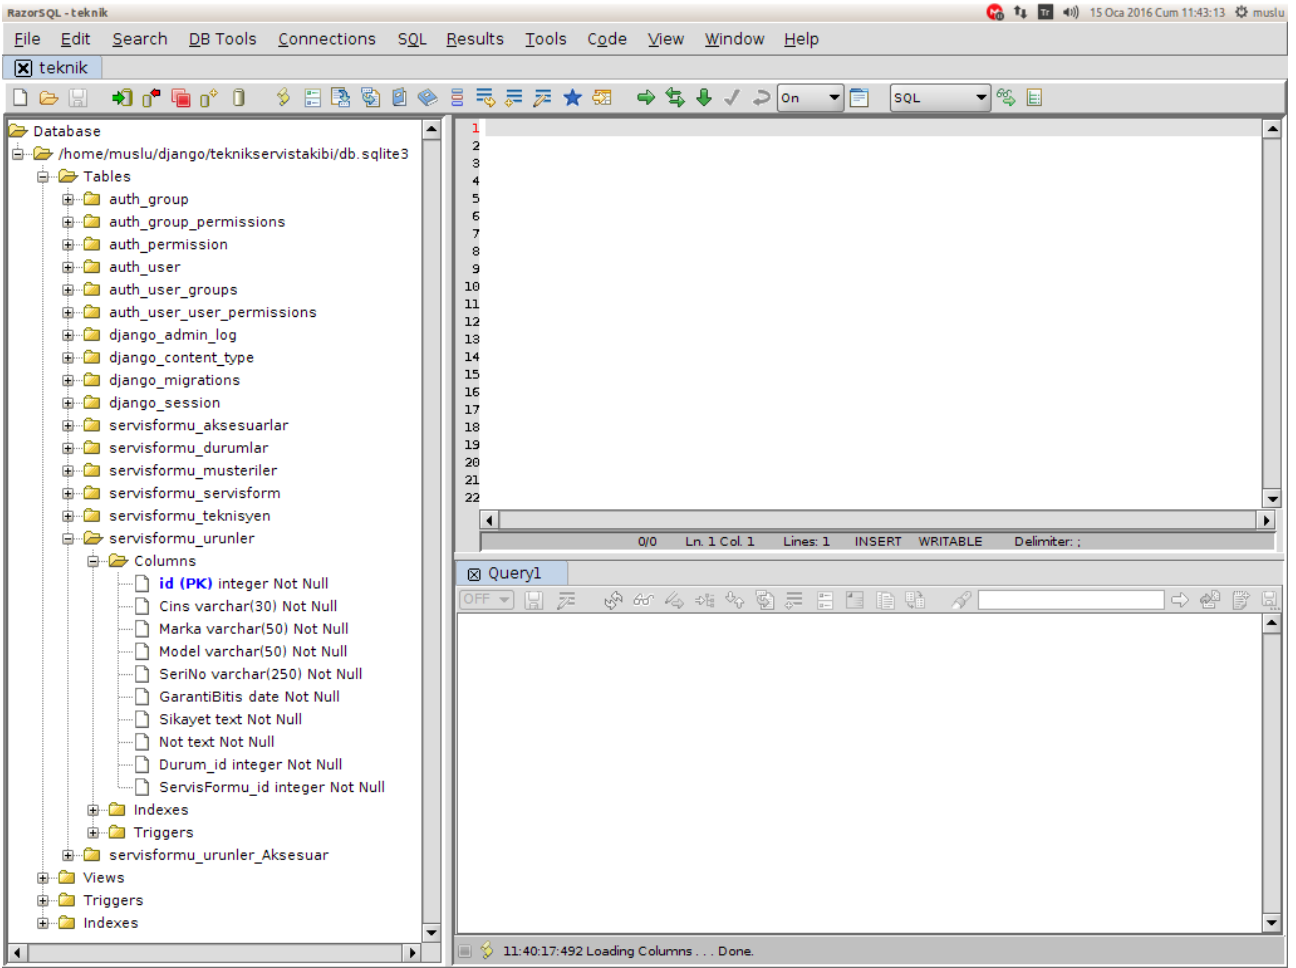 RazorSQL - teknik
Tr 15 Oca 2016 Cum 11:43:13 muslu
File Edit Search DB Tools Connections SQL Results Tools Code View Window Help
teknik
On SQL
Database
/home/muslu/django/teknikservistakibi/db.sqlite3
Tables
auth_group
auth_group_permissions
auth_permission
auth_user
auth_user_groups
auth_user_user_permissions
django_admin_log
django_content_type
django_migrations
django_session
servisformu_aksesuarlar
servisformu_durumlar
servisformu_musteriler
servisformu_servisform
servisformu_teknisyen
servisformu_urunler
Columns
id (PK) integer Not Null
Cins varchar(30) Not Null
Marka varchar(50) Not Null
Model varchar(50) Not Null
SeriNo varchar(250) Not Null
GarantiBitis date Not Null
Sikayet text Not Null
Not text Not Null
Durum_id integer Not Null
ServisFormu_id integer Not Null
Indexes
Triggers
servisformu_urunler_Aksesuar
Views
Triggers
Indexes
1
2
3
4
5
6
7
8
9
10
11
12
13
14
15
16
17
18
19
20
21
22
0/0 Ln. 1 Col. 1 Lines: 1 INSERT WRITABLE Delimiter: ;
Query1
OFF
11:40:17:492 Loading Columns . . . Done.